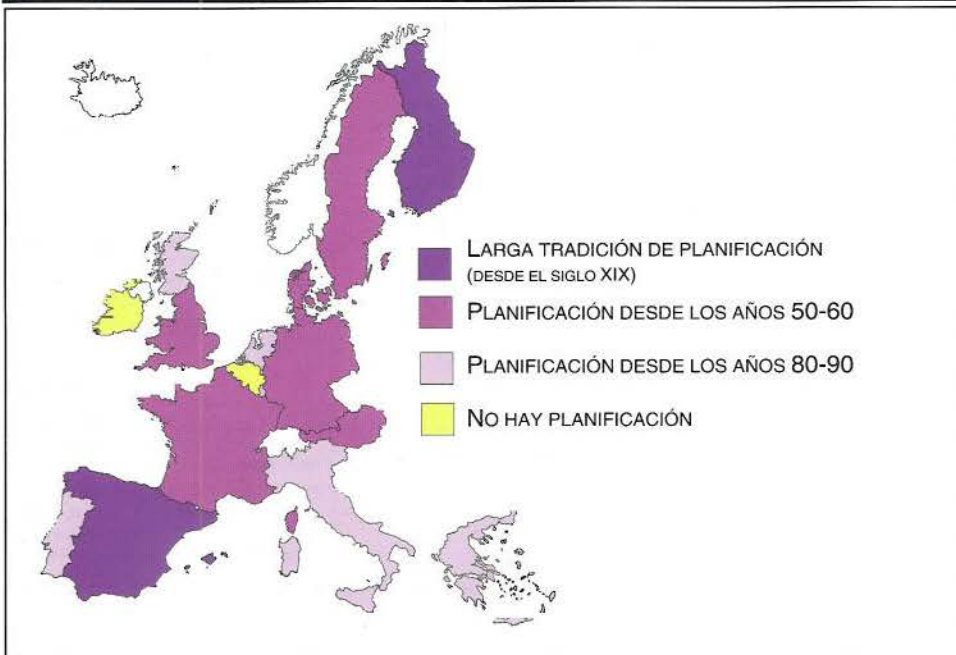 LARGA TRADICIÓN DE PLANIFICACIÓN
(DESDE EL SIGLO XIX)
PLANIFICACIÓN DESDE LOS AÑOS 50-60
PLANIFICACIÓN DESDE LOS AÑOS 80-90
NO HAY PLANIFICACIÓN